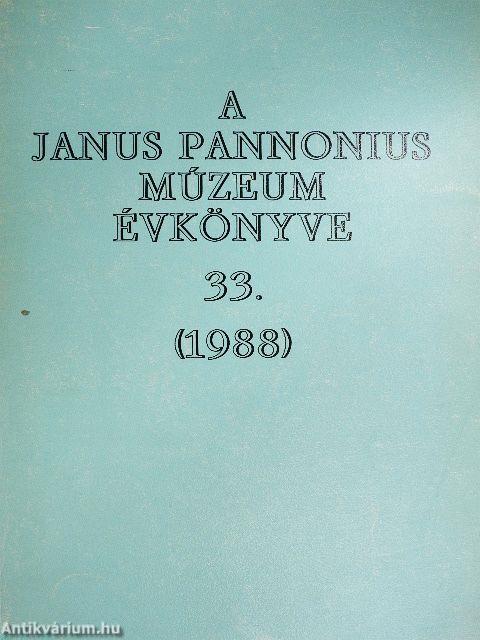 A
JANUS PANNONIUS
MÚZEUM
ÉVKÖNYVE
33.
(1988)
Antikvárium.hu